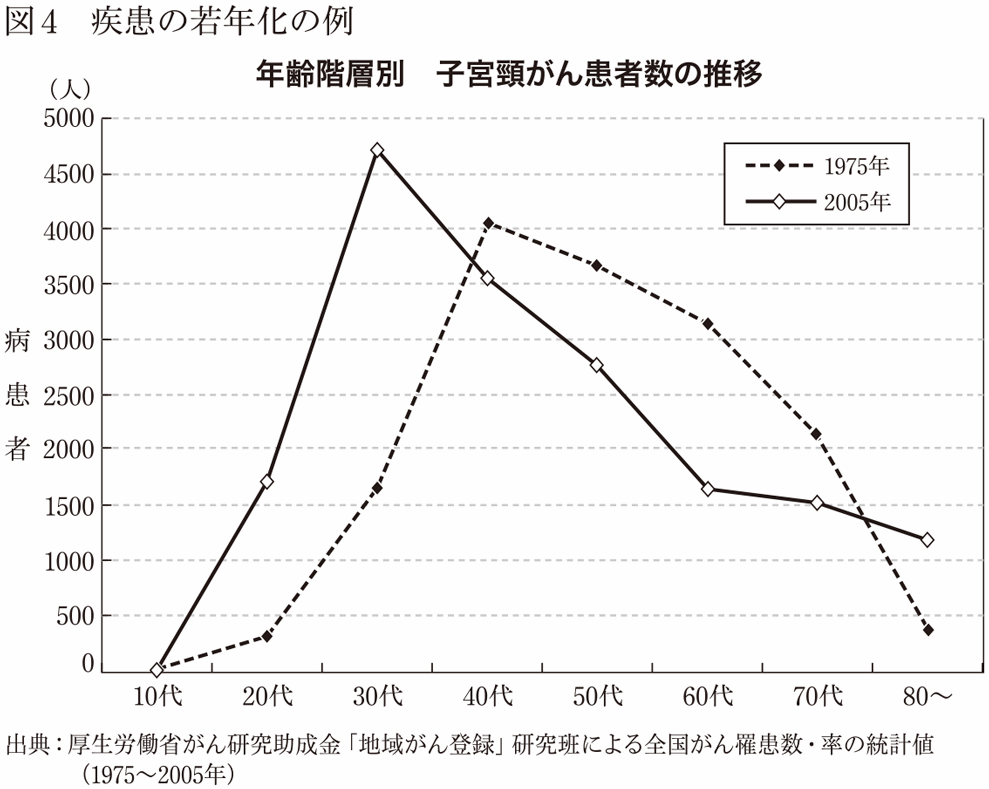 図4 疾患の若年化の例
年齢階層別 子宮頸がん患者数の推移
(人)
5000
4500
4000
3500
3000
2500
2000
1500
1000
500
0
病患者
1975年
2005年
10代 20代 30代 40代 50代 60代 70代 80〜
出典：厚生労働省がん研究助成金「地域がん登録」研究班による全国がん罹患数・率の統計値
(1975〜2005年)